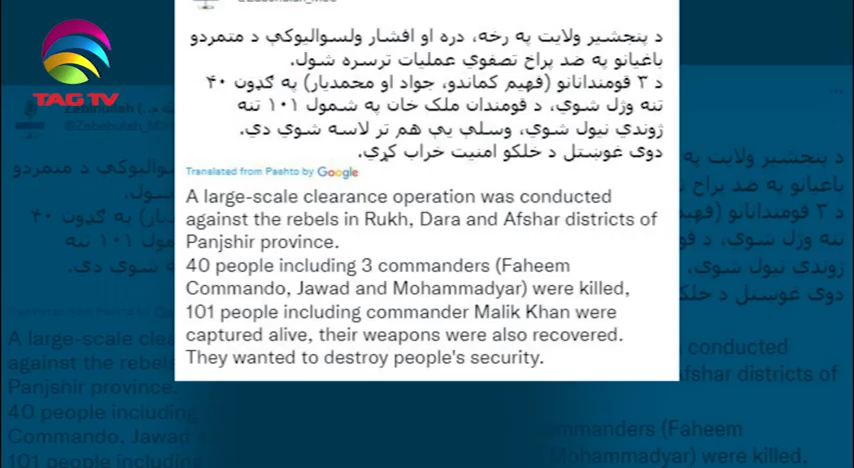 TAG TV
د پنجشیر ولایت په رخه، دره او افشار ولسوالیوکې د متمردو
باغیانو په ضد پراخ تصفوي عملیات ترسره شول.
د ۳ قومندانانو (فهیم کماندو، جواد او محمدیار) په ګډون ۴۰
تنه وژل شوي، د قومندان ملک خان په شمول ۱۰۱ تنه
ژوندي نیول شوي، وسلې یې هم تر لاسه شوي دي.
دوی غوښتل د خلکو امنیت خراب کړي.
Translated from Pashto by Google
A large-scale clearance operation was conducted
against the rebels in Rukh, Dara and Afshar districts of
Panjshir province.
40 people including 3 commanders (Faheem
Commando, Jawad and Mohammadyar) were killed,
101 people including commander Malik Khan were
captured alive, their weapons were also recovered.
They wanted to destroy people's security.